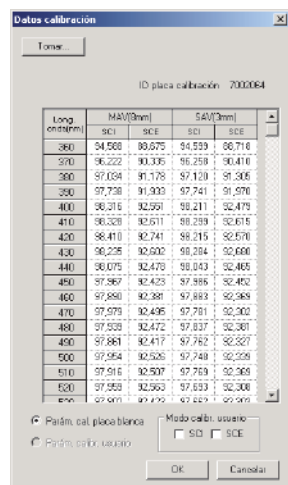 Datos calibración
Tomar...
ID placa calibración 7002064
Long. onda(nm) MAV(8mm) SAV(3mm)
SCI SCE SCI SCE
360 94,588 88,675 94,599 88,718
370 96,222 90,335 96,258 90,410
380 97,034 91,178 97,120 91,305
390 97,738 91,933 97,741 91,970
400 98,316 92,551 98,211 92,479
410 98,328 92,611 98,299 92,615
420 98,410 92,741 98,215 92,570
430 98,235 92,602 98,284 92,680
440 98,075 92,478 98,043 92,465
450 97,967 92,423 97,986 92,452
460 97,890 92,381 97,883 92,369
470 97,979 92,495 97,781 92,302
480 97,939 92,472 97,837 92,381
490 97,861 92,417 97,762 92,327
500 97,954 92,526 97,748 92,339
510 97,916 92,507 97,769 92,383
520 97,959 92,563 97,693 92,308
Parám. cal. placa blanca
Modo calibr. usuario
SCI SCE
Parám. calibr. usuario
OK Cancelar